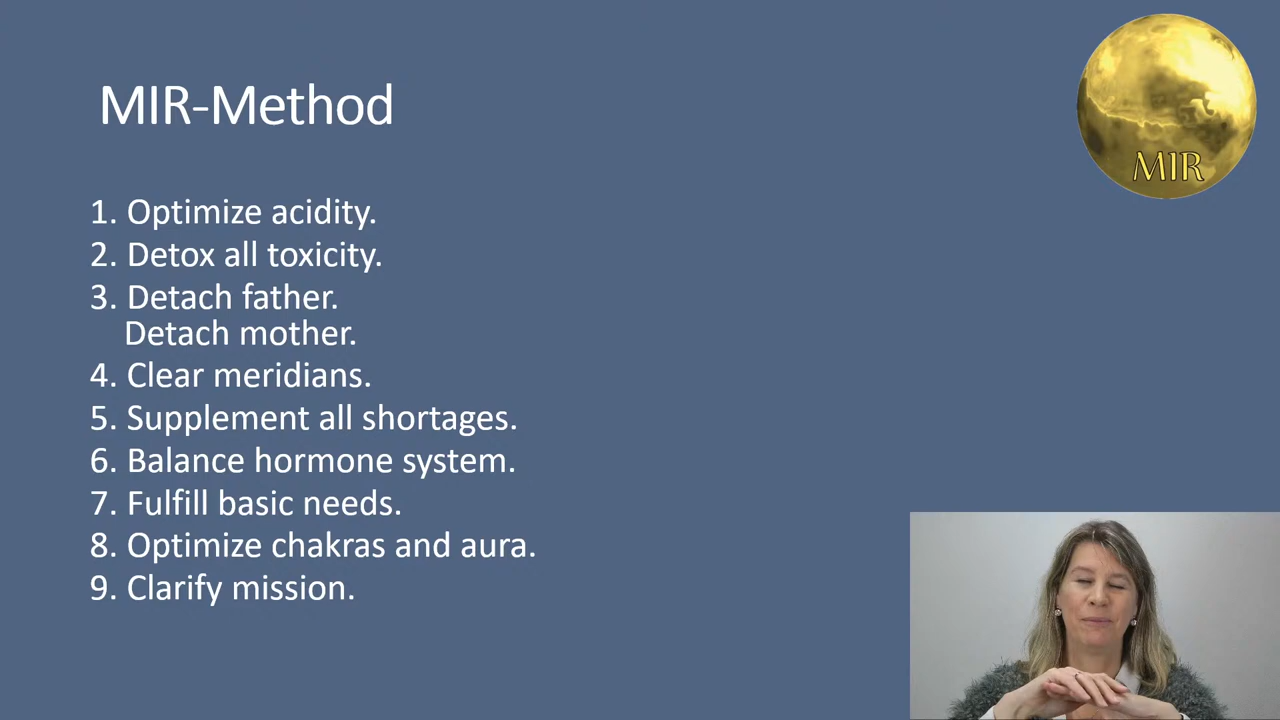 MIR-Method
MIR
1. Optimize acidity.
2. Detox all toxicity.
3. Detach father.
Detach mother.
4. Clear meridians.
5. Supplement all shortages.
6. Balance hormone system.
7. Fulfill basic needs.
8. Optimize chakras and aura.
9. Clarify mission.